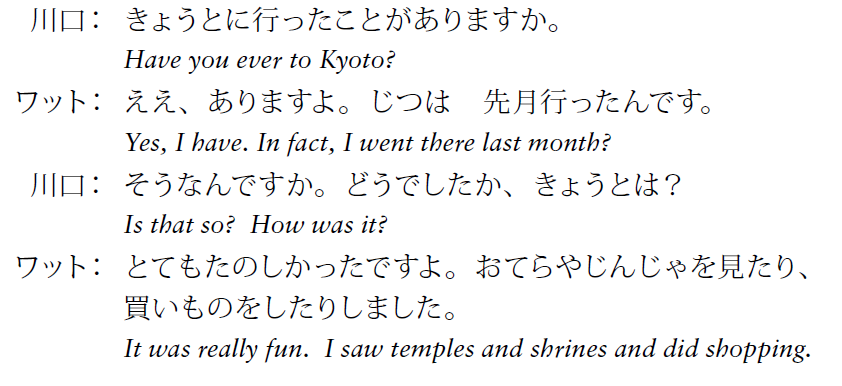 川口： きょうとに行ったことがありますか。
Have you ever to Kyoto?
ワット： ええ、ありますよ。じつは　先月行ったんです。
Yes, I have. In fact, I went there last month?
川口： そうなんですか。どうでしたか、きょうとは？
Is that so?  How was it?
ワット： とてもたのしかったですよ。おてらやじんじゃを見たり、
買いものをしたりしました。
It was really fun.  I saw temples and shrines and did shopping.